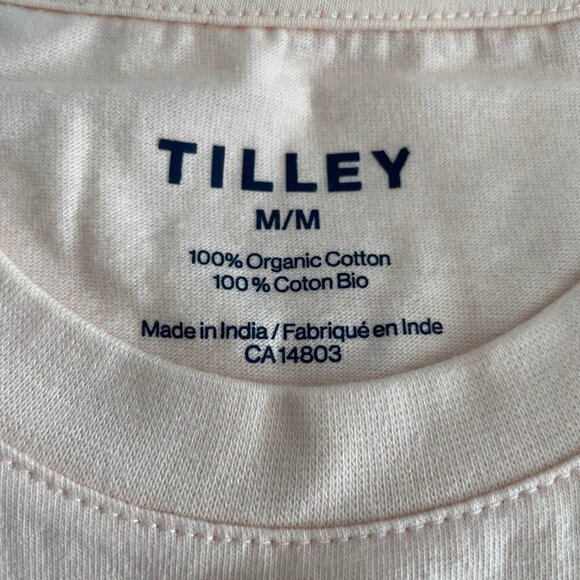 TILLEY
M/M
100% Organic Cotton
100% Coton Bio
Made in India / Fabriqué en Inde
CA14803